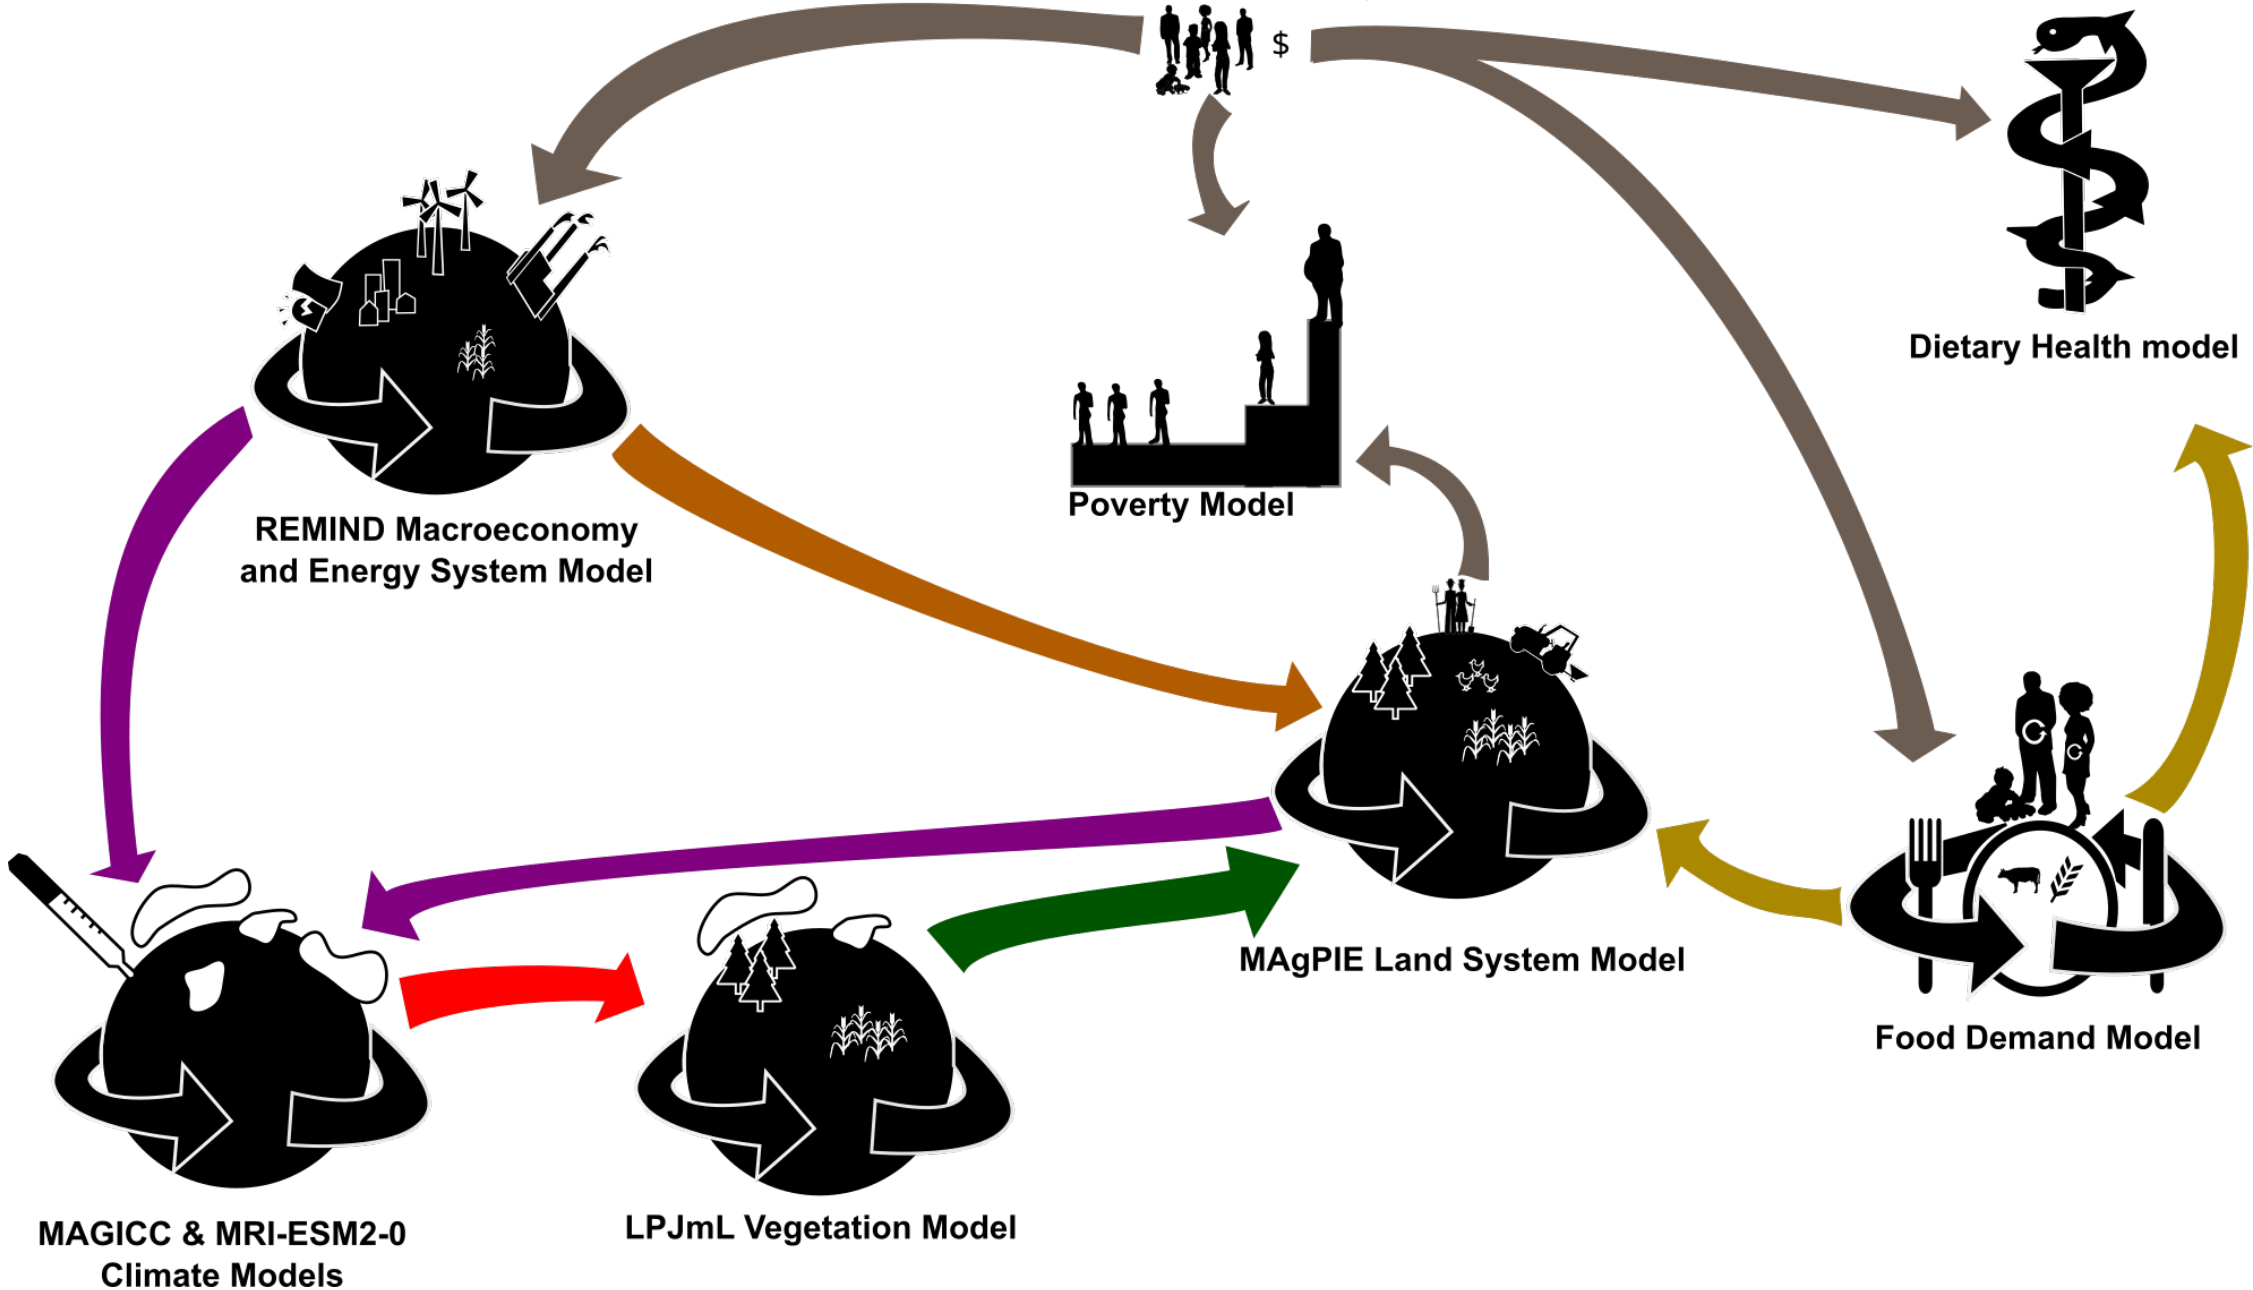 $
Dietary Health model
Poverty Model
REMIND Macroeconomy
and Energy System Model
MAgPIE Land System Model
Food Demand Model
LPJmL Vegetation Model
MAGICC & MRI-ESM2-0
Climate Models